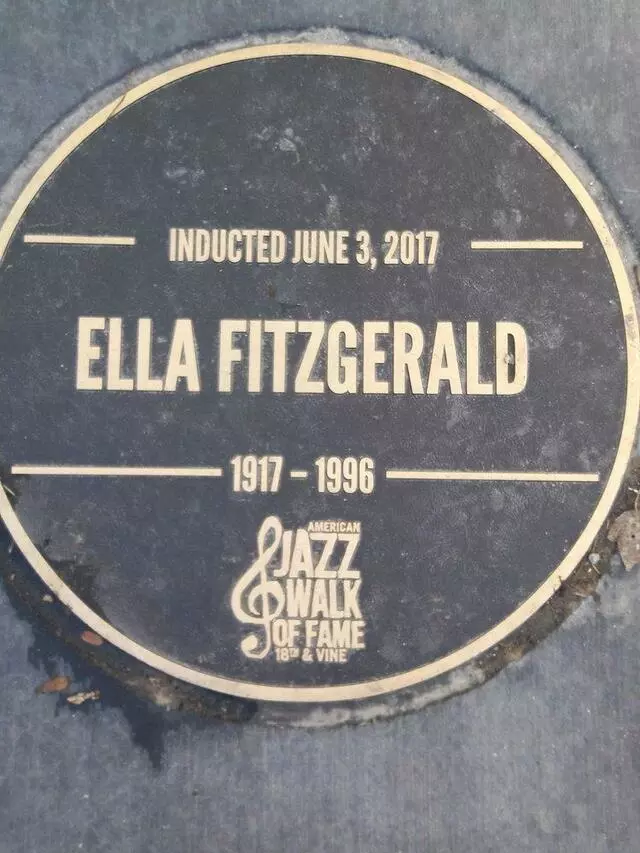 INDUCTED JUNE 3, 2017
ELLA FITZGERALD
1917 – 1996
AMERICAN
JAZZ
WALK
OF FAME
18TH & VINE